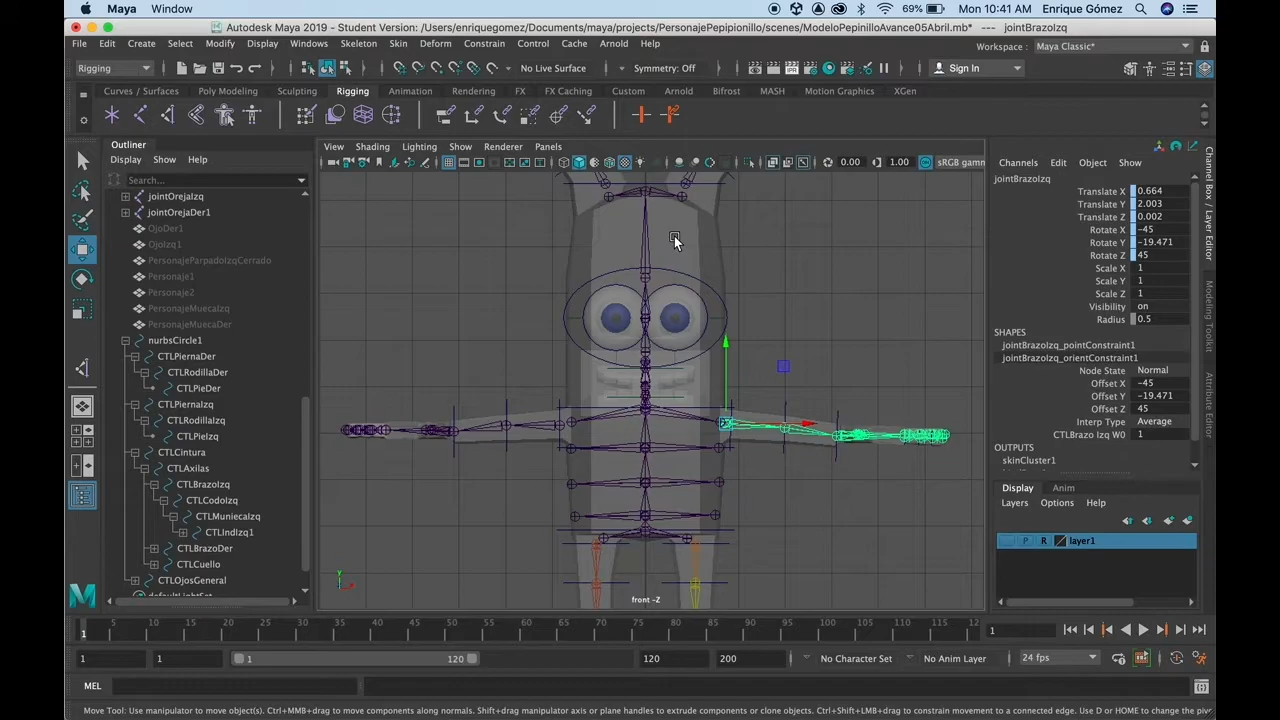 Maya Window 69% Mon 10:41 AM Enrique Gómez
Autodesk Maya 2019 - Student Version: /Users/enriquegomez/Documents/maya/projects/PersonajePepipionillo/scenes/ModeloPepinilloAvance05Abril.mb* --- jointBrazoIzq
File Edit Create Select Modify Display Windows Skeleton Skin Deform Constrain Control Cache Arnold Help
Workspace : Maya Classic*
Rigging No Live Surface Symmetry: Off Sign In
Curves / Surfaces Poly Modeling Sculpting Rigging Animation Rendering FX FX Caching Custom Arnold Bifrost MASH Motion Graphics XGen
Outliner
Display Show Help
Search...
jointOrejaIzq
jointOrejaDer1
OjoDer1
OjoIzq1
PersonajeParpadoIzqCerrado
Personaje1
Personaje2
PersonajeMuecaIzq
PersonajeMuecaDer
nurbsCircle1
CTLPiernaDer
CTLRodillaDer
CTLPieDer
CTLPiernaIzq
CTLRodillaIzq
CTLPieIzq
CTLCintura
CTLAxilas
CTLBrazoIzq
CTLCodoIzq
CTLMuniecaIzq
CTLIndIzq1
CTLBrazoDer
CTLCuello
CTLOjosGeneral
defaultLightSet
View Shading Lighting Show Renderer Panels
0.00 1.00 sRGB gamm
front -Z
Channels Edit Object Show
jointBrazoIzq
Translate X 0.664
Translate Y 2.003
Translate Z 0.002
Rotate X -45
Rotate Y -19.471
Rotate Z 45
Scale X 1
Scale Y 1
Scale Z 1
Visibility on
Radius 0.5
SHAPES
jointBrazoIzq_pointConstraint1
jointBrazoIzq_orientConstraint1
Node State Normal
Offset X -45
Offset Y -19.471
Offset Z 45
Interp Type Average
CTLBrazo Izq W0 1
OUTPUTS
skinCluster1
Display Anim
Layers Options Help
P R layer1
Channel Box / Layer Editor
Modeling Toolkit
Attribute Editor
1 5 10 15 20 25 30 35 40 45 50 55 60 65 70 75 80 85 90 95 100 105 110 115 12
1
1 1 1 120 120 200 No Character Set No Anim Layer 24 fps
MEL
Move Tool: Use manipulator to move object(s). Ctrl+MMB+drag to move components along normals. Shift+drag manipulator axis or plane handles to extrude components or clone objects. Ctrl+Shift+LMB+drag to constrain movement to a connected edge. Use D or HOME to change the piv